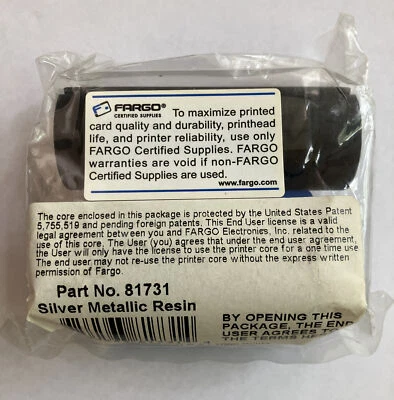 FARGO®
CERTIFIED SUPPLIES
To maximize printed
card quality and durability, printhead
life, and printer reliability, use only
FARGO Certified Supplies. FARGO
warranties are void if non-FARGO
Certified Supplies are used.
www.fargo.com
The core enclosed in this package is protected by the United States Patent
5,755,519 and pending foreign patents. This End User license is a valid
legal agreement between you and FARGO Electronics, Inc. related to the
use of this core. The User (you) agrees that under the end user agreement,
the User will only have the license to use the printer core for a one time use
The end user may not re-use the printer core without the express written
permission of Fargo.
Part No. 81731
Silver Metallic Resin
BY OPENING THIS
PACKAGE, THE END
USER AGREES TO
THE TERMS